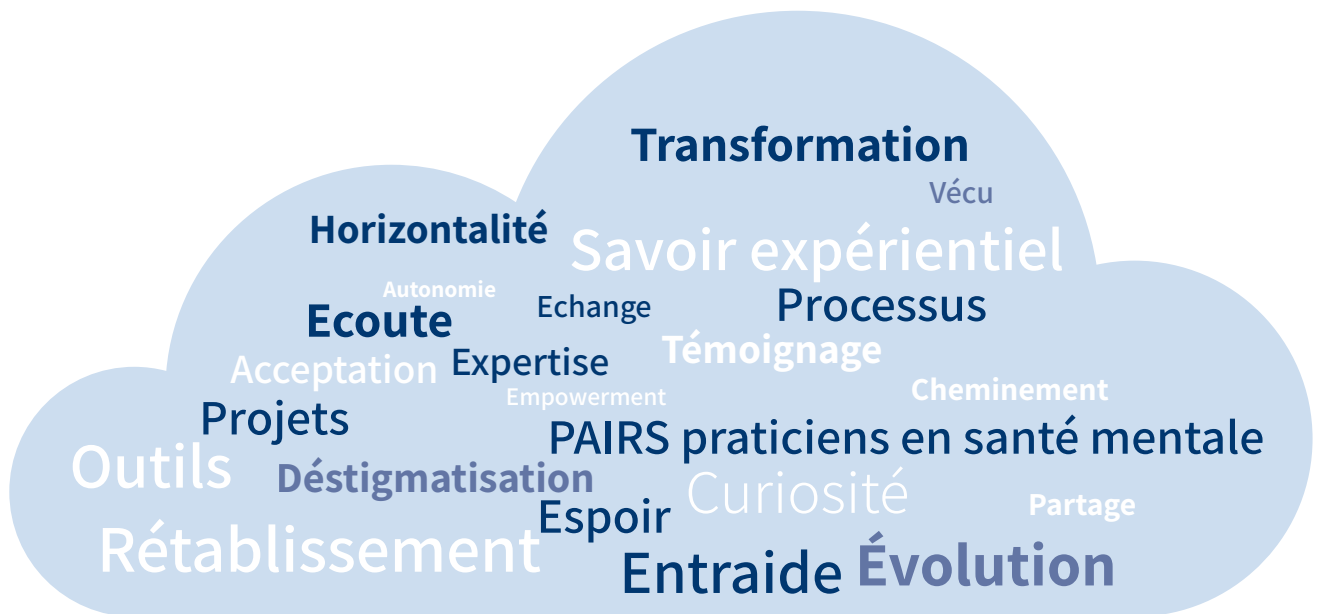 Transformation
Vécu
Horizontalité
Savoir expérientiel
Autonomie
Echange
Processus
Ecoute
Témoignage
Expertise
Acceptation
Cheminement
Empowerment
Projets
PAIRS praticiens en santé mentale
Outils
Déstigmatisation
Curiosité
Partage
Espoir
Rétablissement
Entraide
Évolution